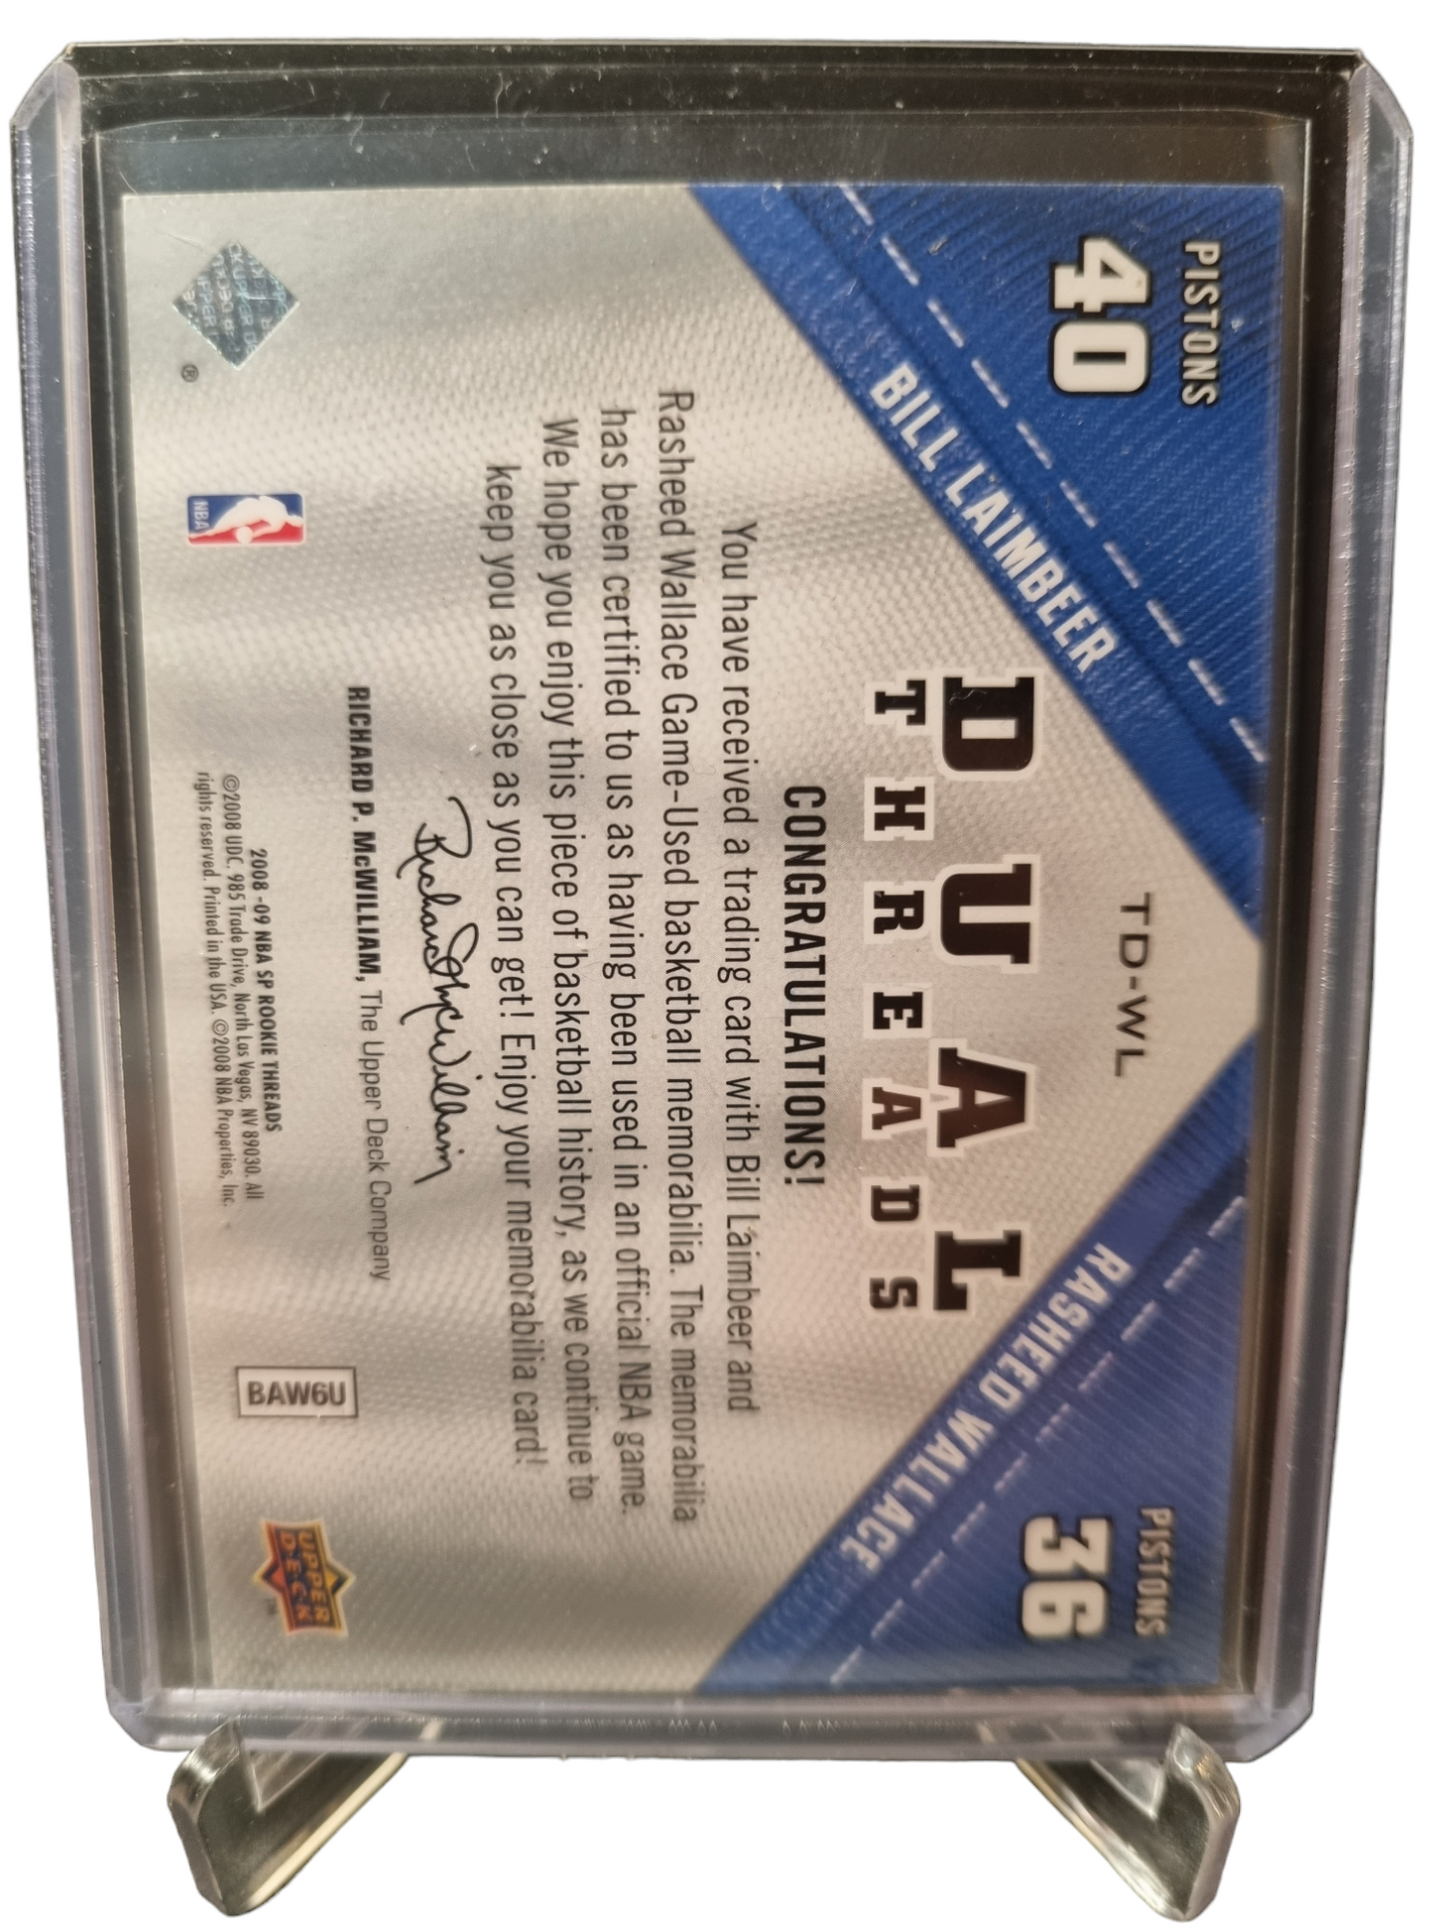 PISTONS
40
BILL LAIMBEER
TD-WL
PISTONS
36
RASHEED WALLACE
DUAL
THREADS
CONGRATULATIONS!
You have received a trading card with Bill Laimbeer and
Rasheed Wallace Game-Used basketball memorabilia. The memorabilia
has been certified to us as having been used in an official NBA game.
We hope you enjoy this piece of basketball history, as we continue to
keep you as close as you can get! Enjoy your memorabilia card!
Richard McWilliam
RICHARD P. McWILLIAM, The Upper Deck Company
2008-09 NBA SP ROOKIE THREADS
©2008 UDC. 985 Trade Drive, North Las Vegas, NV 89030. All
rights reserved. Printed in the USA. ©2008 NBA Properties, Inc.
®
NBA
BAW6U
UPPER
DECK